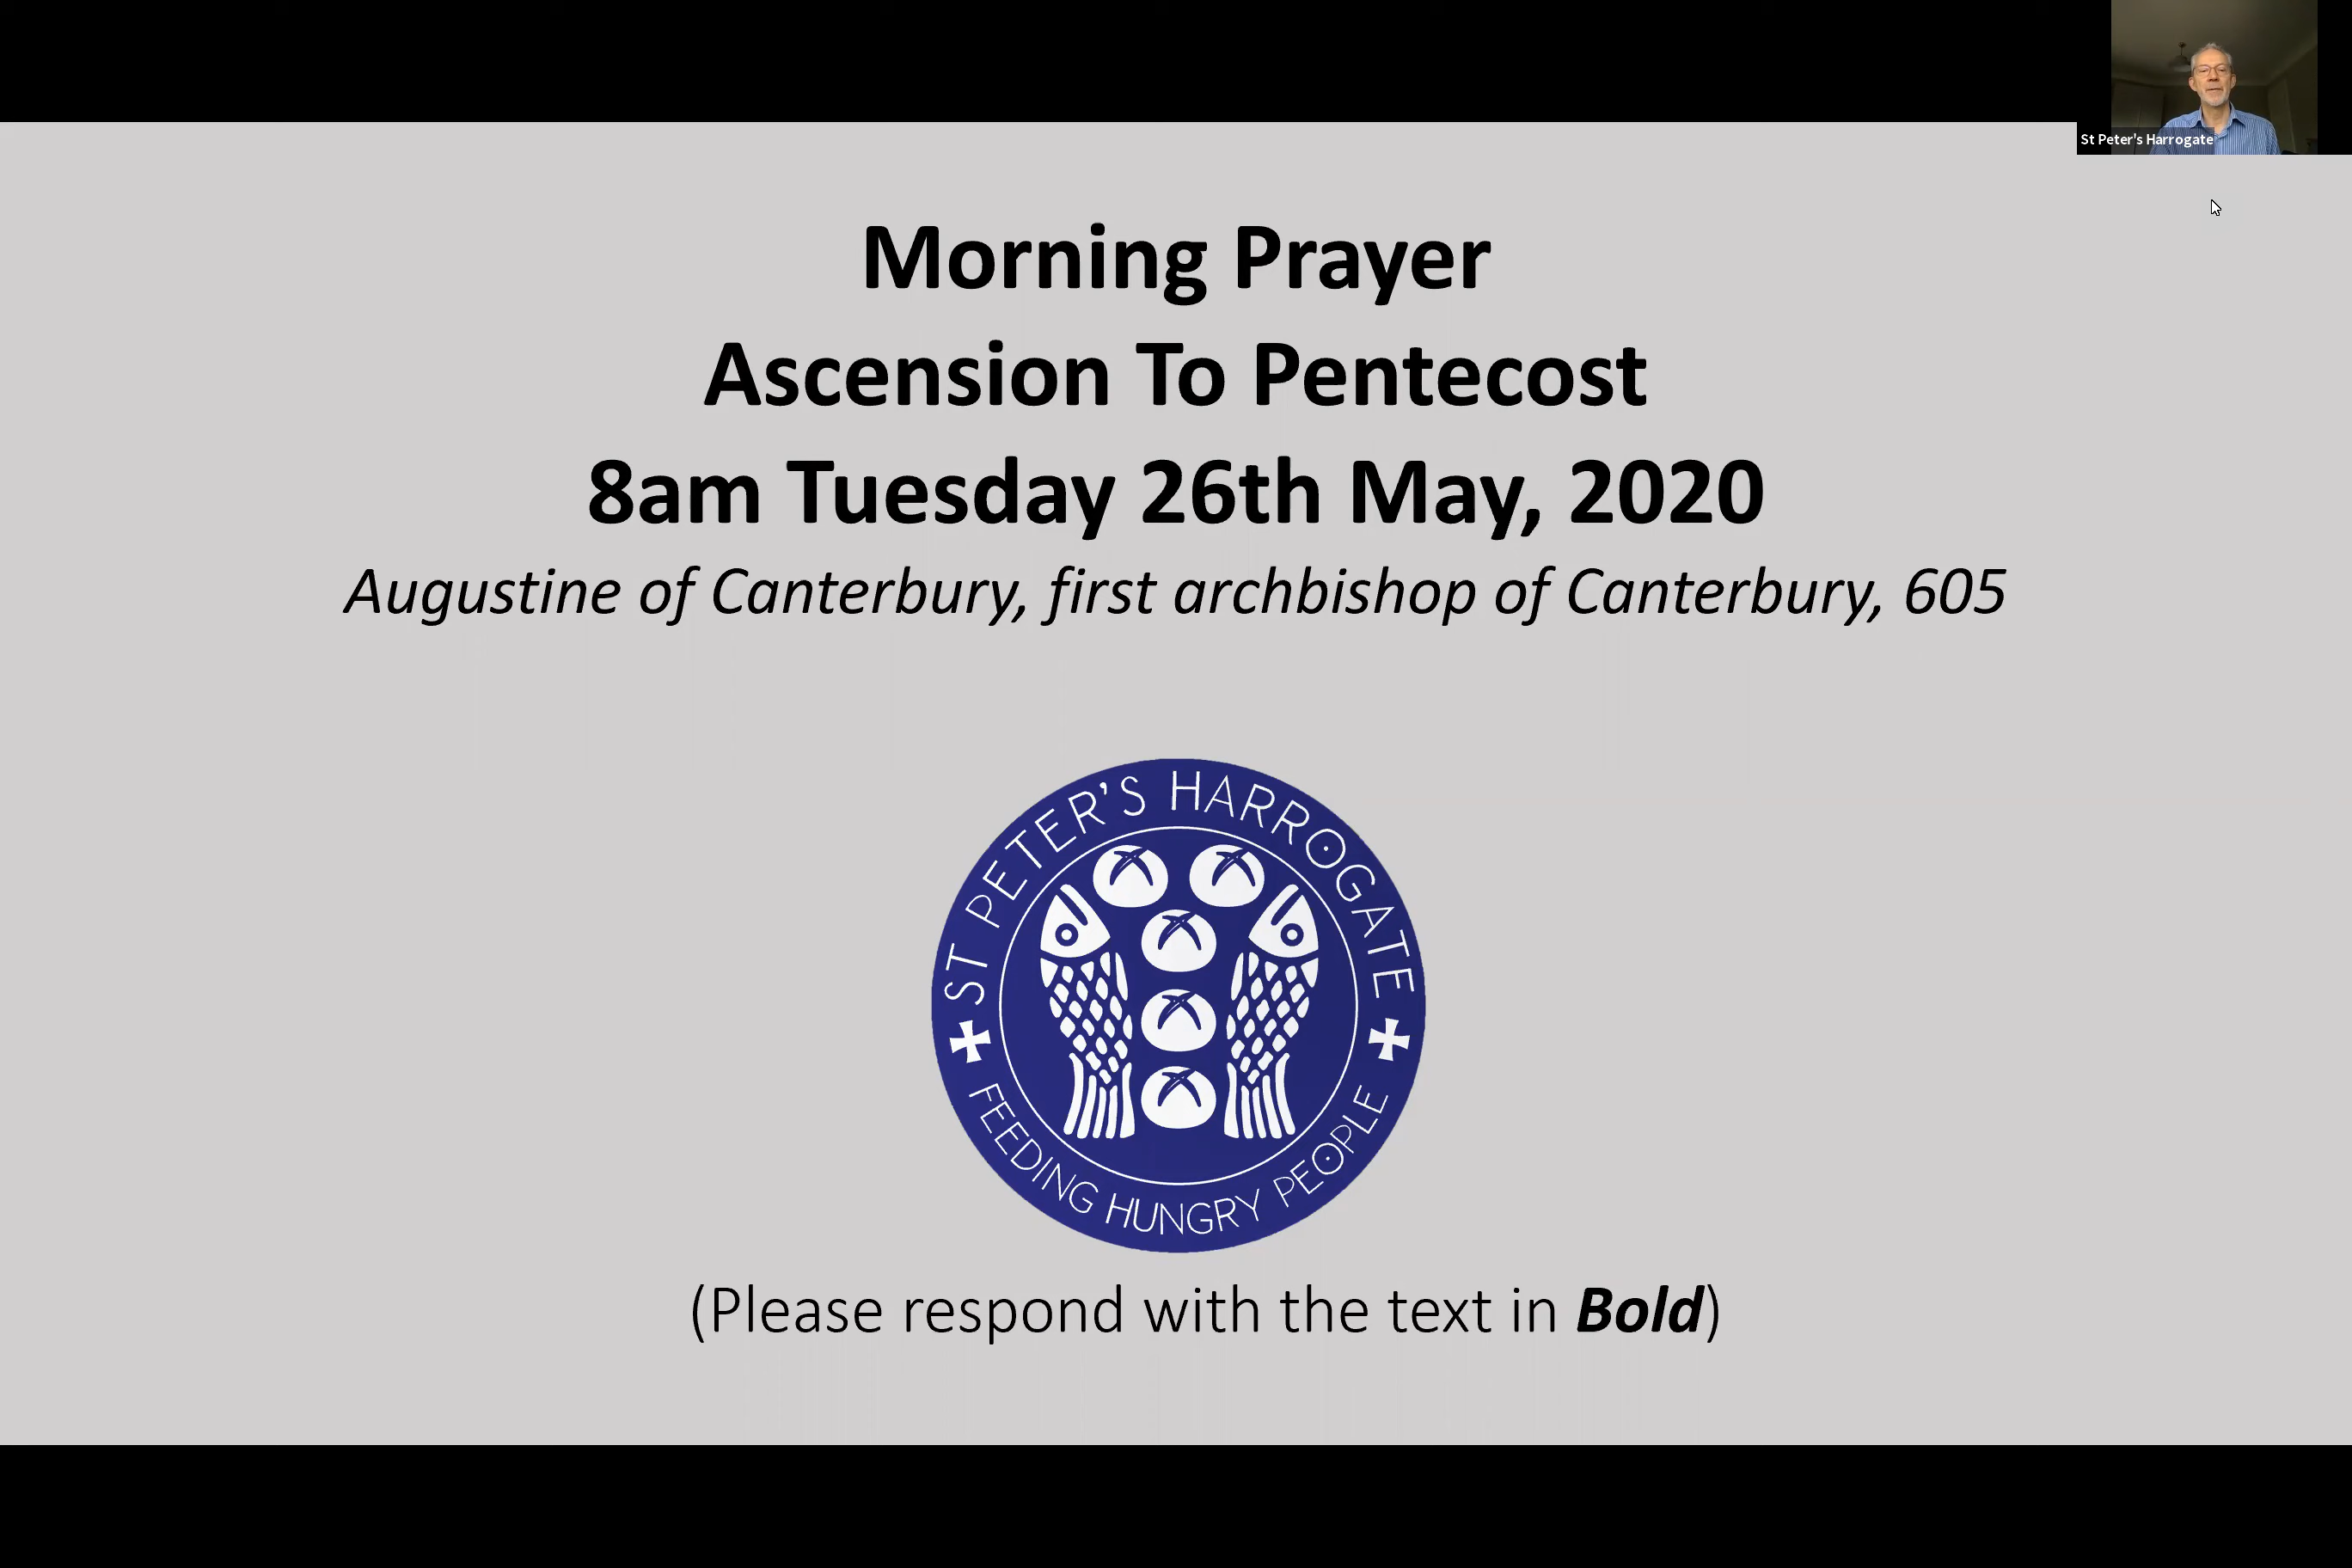 St Peter's Harrogate
Morning Prayer
Ascension To Pentecost
8am Tuesday 26th May, 2020
Augustine of Canterbury, first archbishop of Canterbury, 605
ST PETER'S HARROGATE
FEEDING HUNGRY PEOPLE
(Please respond with the text in Bold)